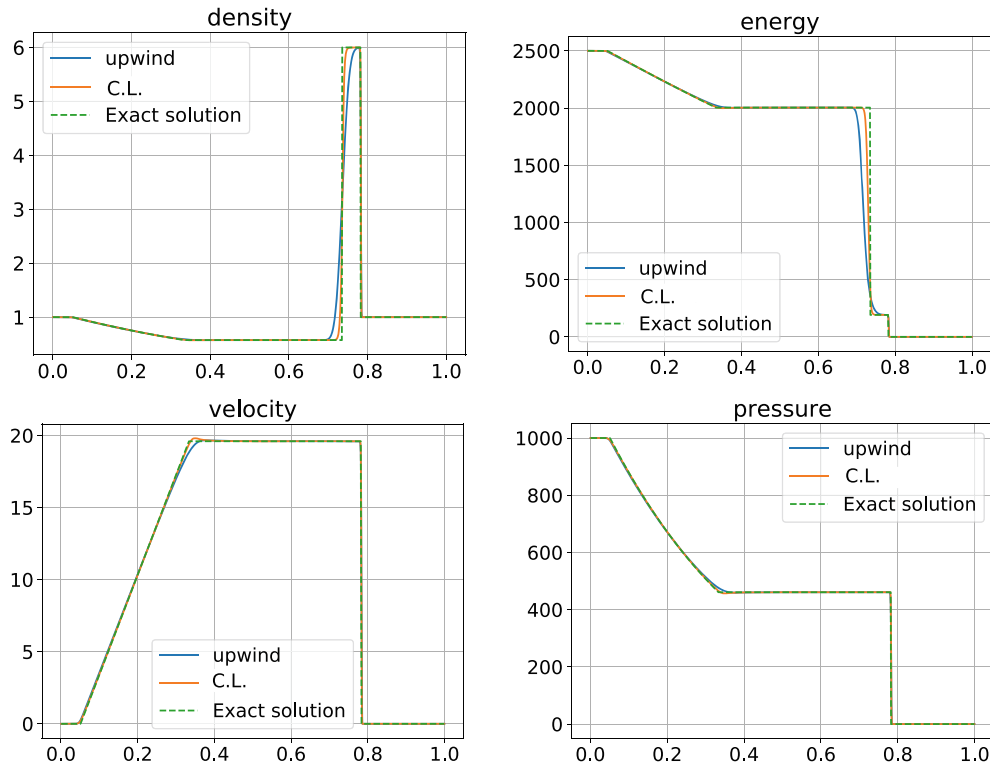 density
6
5
4
3
2
1
upwind
C.L.
Exact solution
0.0 0.2 0.4 0.6 0.8 1.0
energy
2500
2000
1500
1000
500
0
upwind
C.L.
Exact solution
0.0 0.2 0.4 0.6 0.8 1.0
velocity
20
15
10
5
0
upwind
C.L.
Exact solution
0.0 0.2 0.4 0.6 0.8 1.0
pressure
1000
800
600
400
200
0
upwind
C.L.
Exact solution
0.0 0.2 0.4 0.6 0.8 1.0